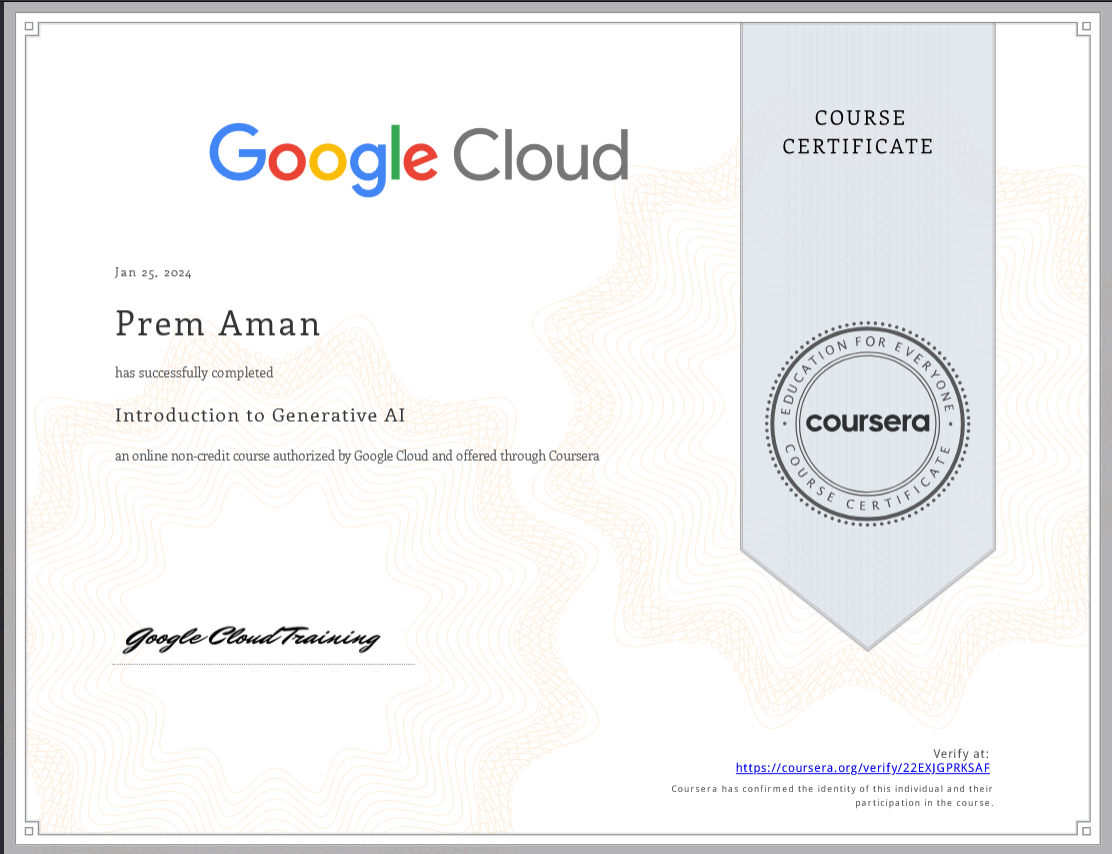 Google Cloud
COURSE
CERTIFICATE
Jan 25, 2024
Prem Aman
has successfully completed
Introduction to Generative AI
an online non-credit course authorized by Google Cloud and offered through Coursera
EDUCATION FOR EVERYONE
coursera
COURSE CERTIFICATE
Google Cloud Training
Verify at:
https://coursera.org/verify/22EXJGPRKSAF
Coursera has confirmed the identity of this individual and their
participation in the course.